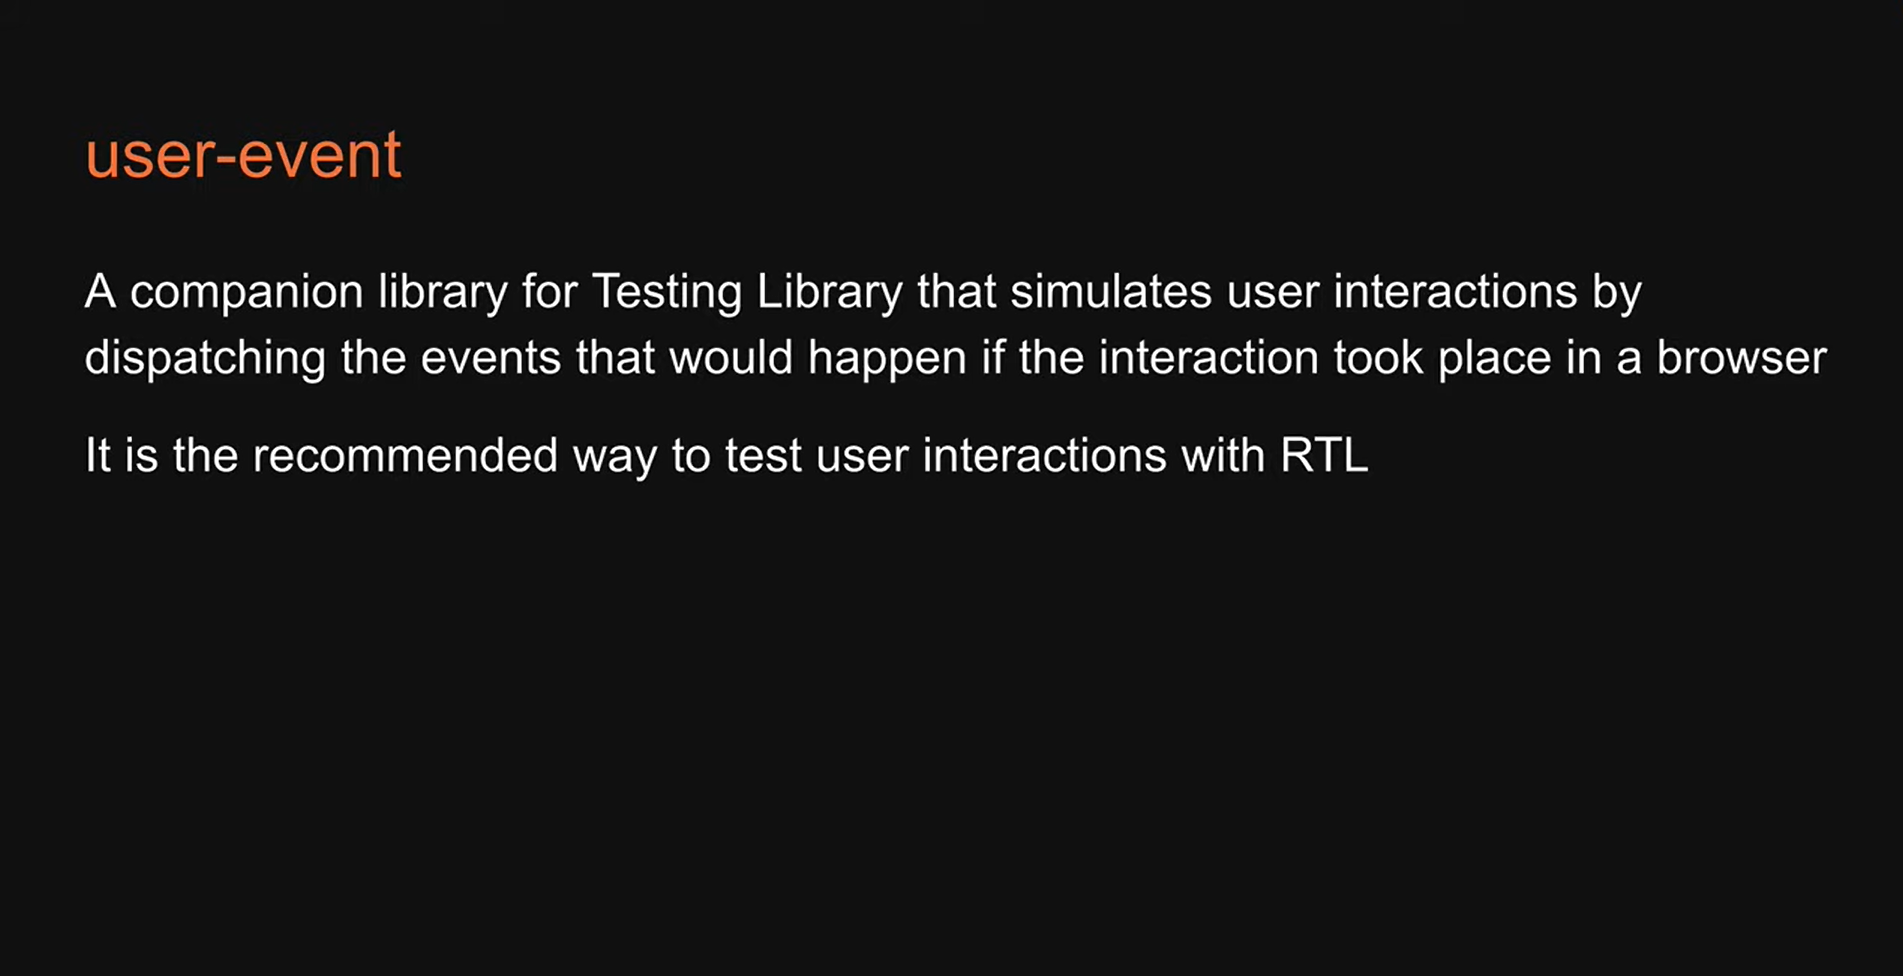 user-event
A companion library for Testing Library that simulates user interactions by
dispatching the events that would happen if the interaction took place in a browser
It is the recommended way to test user interactions with RTL